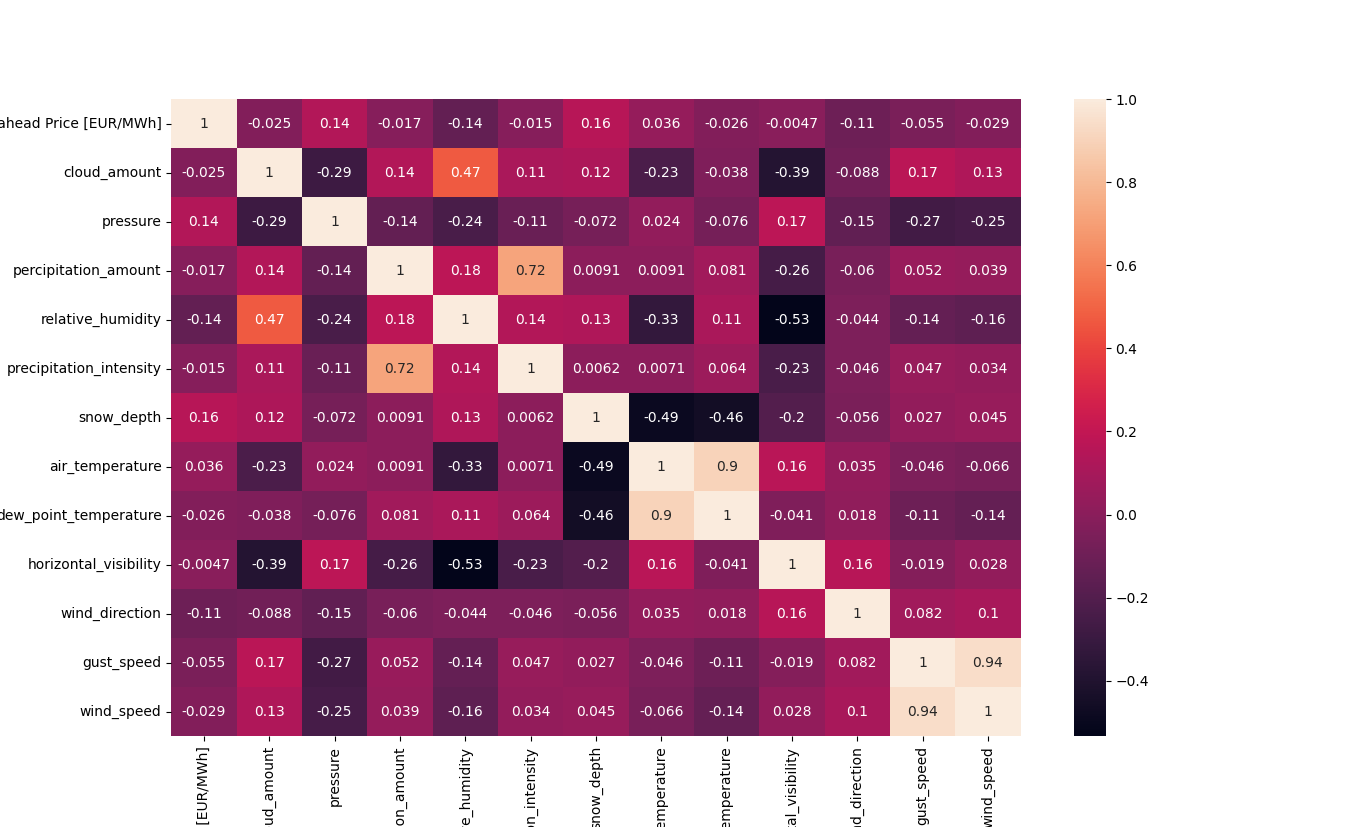 ahead Price [EUR/MWh] 1 -0.025 0.14 -0.017 -0.14 -0.015 0.16 0.036 -0.026 -0.0047 -0.11 -0.055 -0.029
cloud_amount -0.025 1 -0.29 0.14 0.47 0.11 0.12 -0.23 -0.038 -0.39 -0.088 0.17 0.13
pressure 0.14 -0.29 1 -0.14 -0.24 -0.11 -0.072 0.024 -0.076 0.17 -0.15 -0.27 -0.25
percipitation_amount -0.017 0.14 -0.14 1 0.18 0.72 0.0091 0.0091 0.081 -0.26 -0.06 0.052 0.039
relative_humidity -0.14 0.47 -0.24 0.18 1 0.14 0.13 -0.33 0.11 -0.53 -0.044 -0.14 -0.16
precipitation_intensity -0.015 0.11 -0.11 0.72 0.14 1 0.0062 0.0071 0.064 -0.23 -0.046 0.047 0.034
snow_depth 0.16 0.12 -0.072 0.0091 0.13 0.0062 1 -0.49 -0.46 -0.2 -0.056 0.027 0.045
air_temperature 0.036 -0.23 0.024 0.0091 -0.33 0.0071 -0.49 1 0.9 0.16 0.035 -0.046 -0.066
dew_point_temperature -0.026 -0.038 -0.076 0.081 0.11 0.064 -0.46 0.9 1 -0.041 0.018 -0.11 -0.14
horizontal_visibility -0.0047 -0.39 0.17 -0.26 -0.53 -0.23 -0.2 0.16 -0.041 1 0.16 -0.019 0.028
wind_direction -0.11 -0.088 -0.15 -0.06 -0.044 -0.046 -0.056 0.035 0.018 0.16 1 0.082 0.1
gust_speed -0.055 0.17 -0.27 0.052 -0.14 0.047 0.027 -0.046 -0.11 -0.019 0.082 1 0.94
wind_speed -0.029 0.13 -0.25 0.039 -0.16 0.034 0.045 -0.066 -0.14 0.028 0.1 0.94 1
[EUR/MWh]
ud_amount
pressure
on_amount
e_humidity
on_intensity
snow_depth
emperature
emperature
tal_visibility
nd_direction
gust_speed
wind_speed
1.0
0.8
0.6
0.4
0.2
0.0
−0.2
−0.4